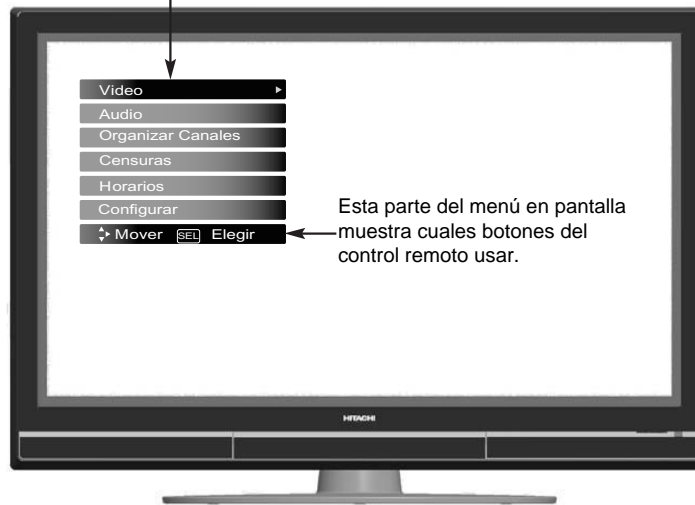 Video
Audio
Organizar Canales
Censuras
Horarios
Configurar
Mover SEL Elegir
Esta parte del menú en pantalla
muestra cuales botones del
control remoto usar.
HITACHI